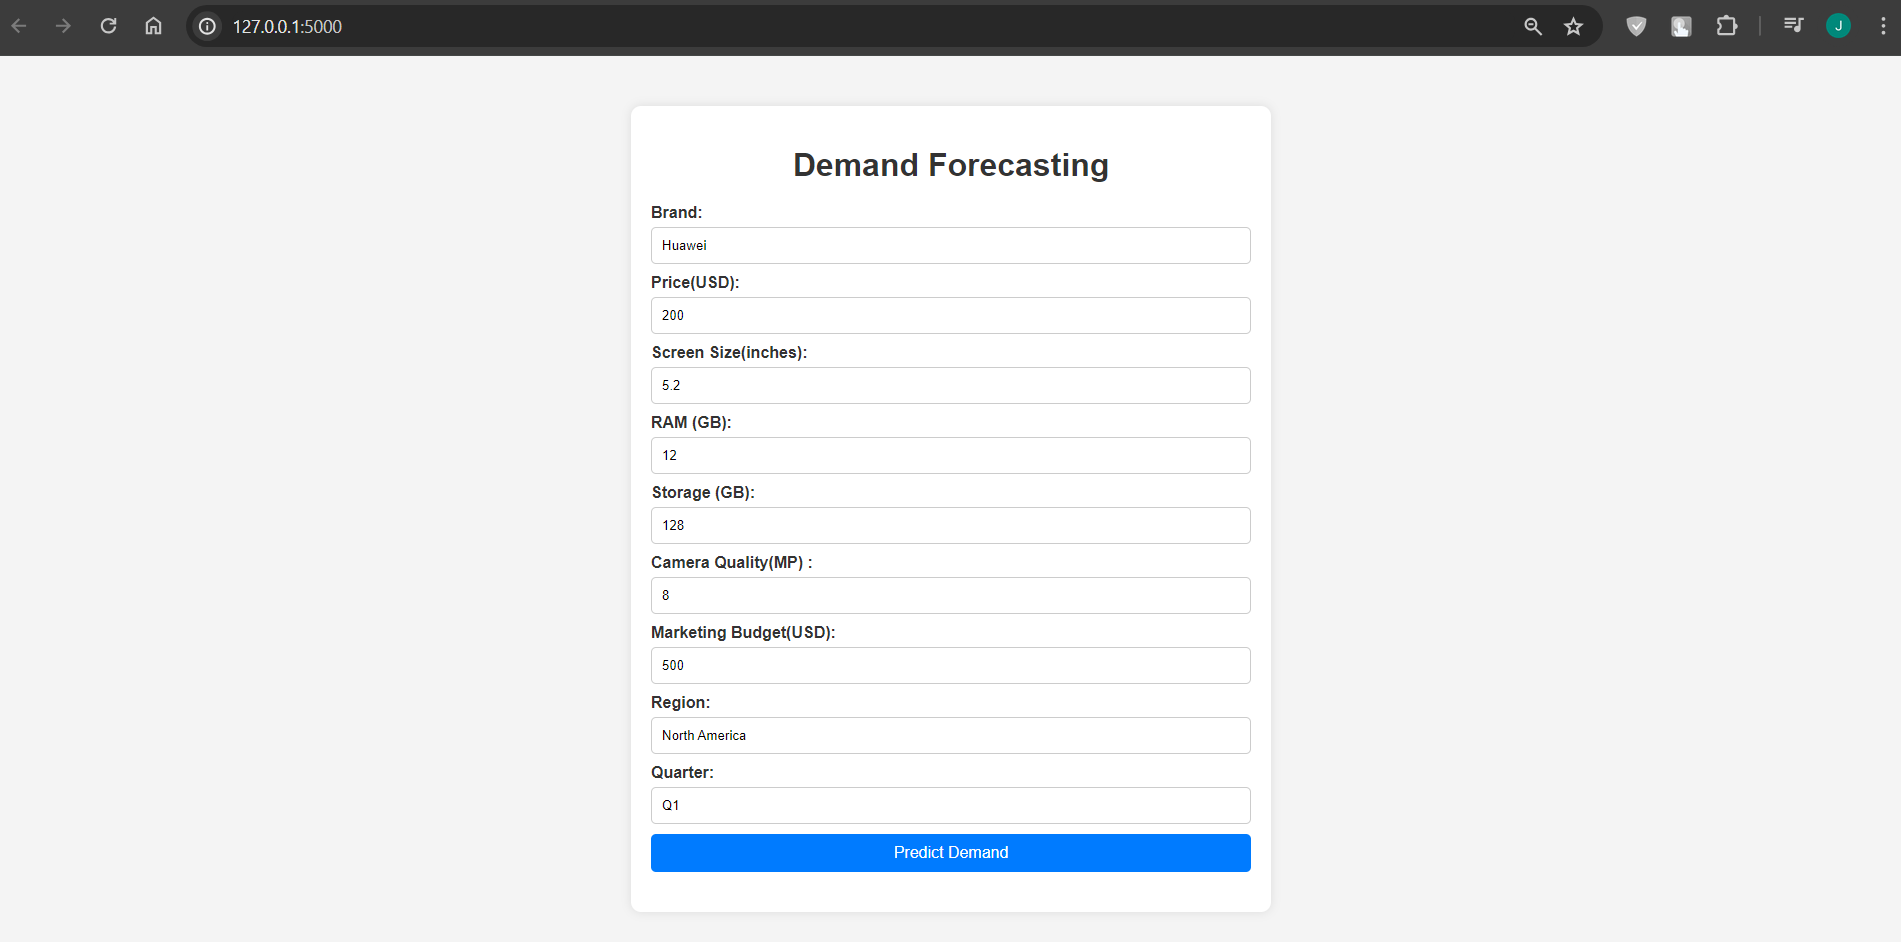 127.0.0.1:5000
J
Demand Forecasting
Brand:
Huawei
Price(USD):
200
Screen Size(inches):
5.2
RAM (GB):
12
Storage (GB):
128
Camera Quality(MP) :
8
Marketing Budget(USD):
500
Region:
North America
Quarter:
Q1
Predict Demand